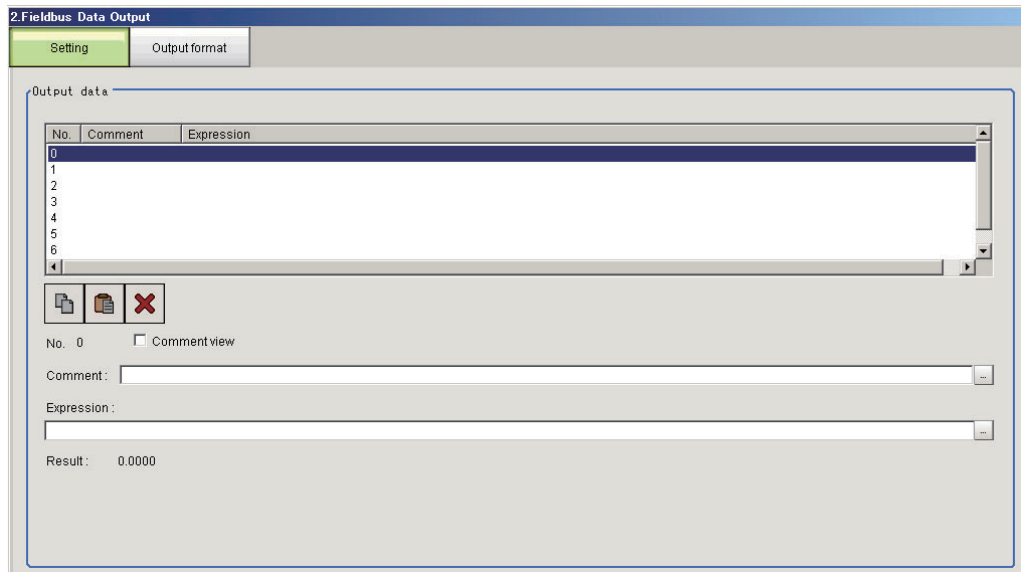 2.Fieldbus Data Output
Setting Output format
Output data
No. Comment Expression
0
1
2
3
4
5
6
No. 0 Comment view
Comment: ...
Expression:
...
Result: 0.0000